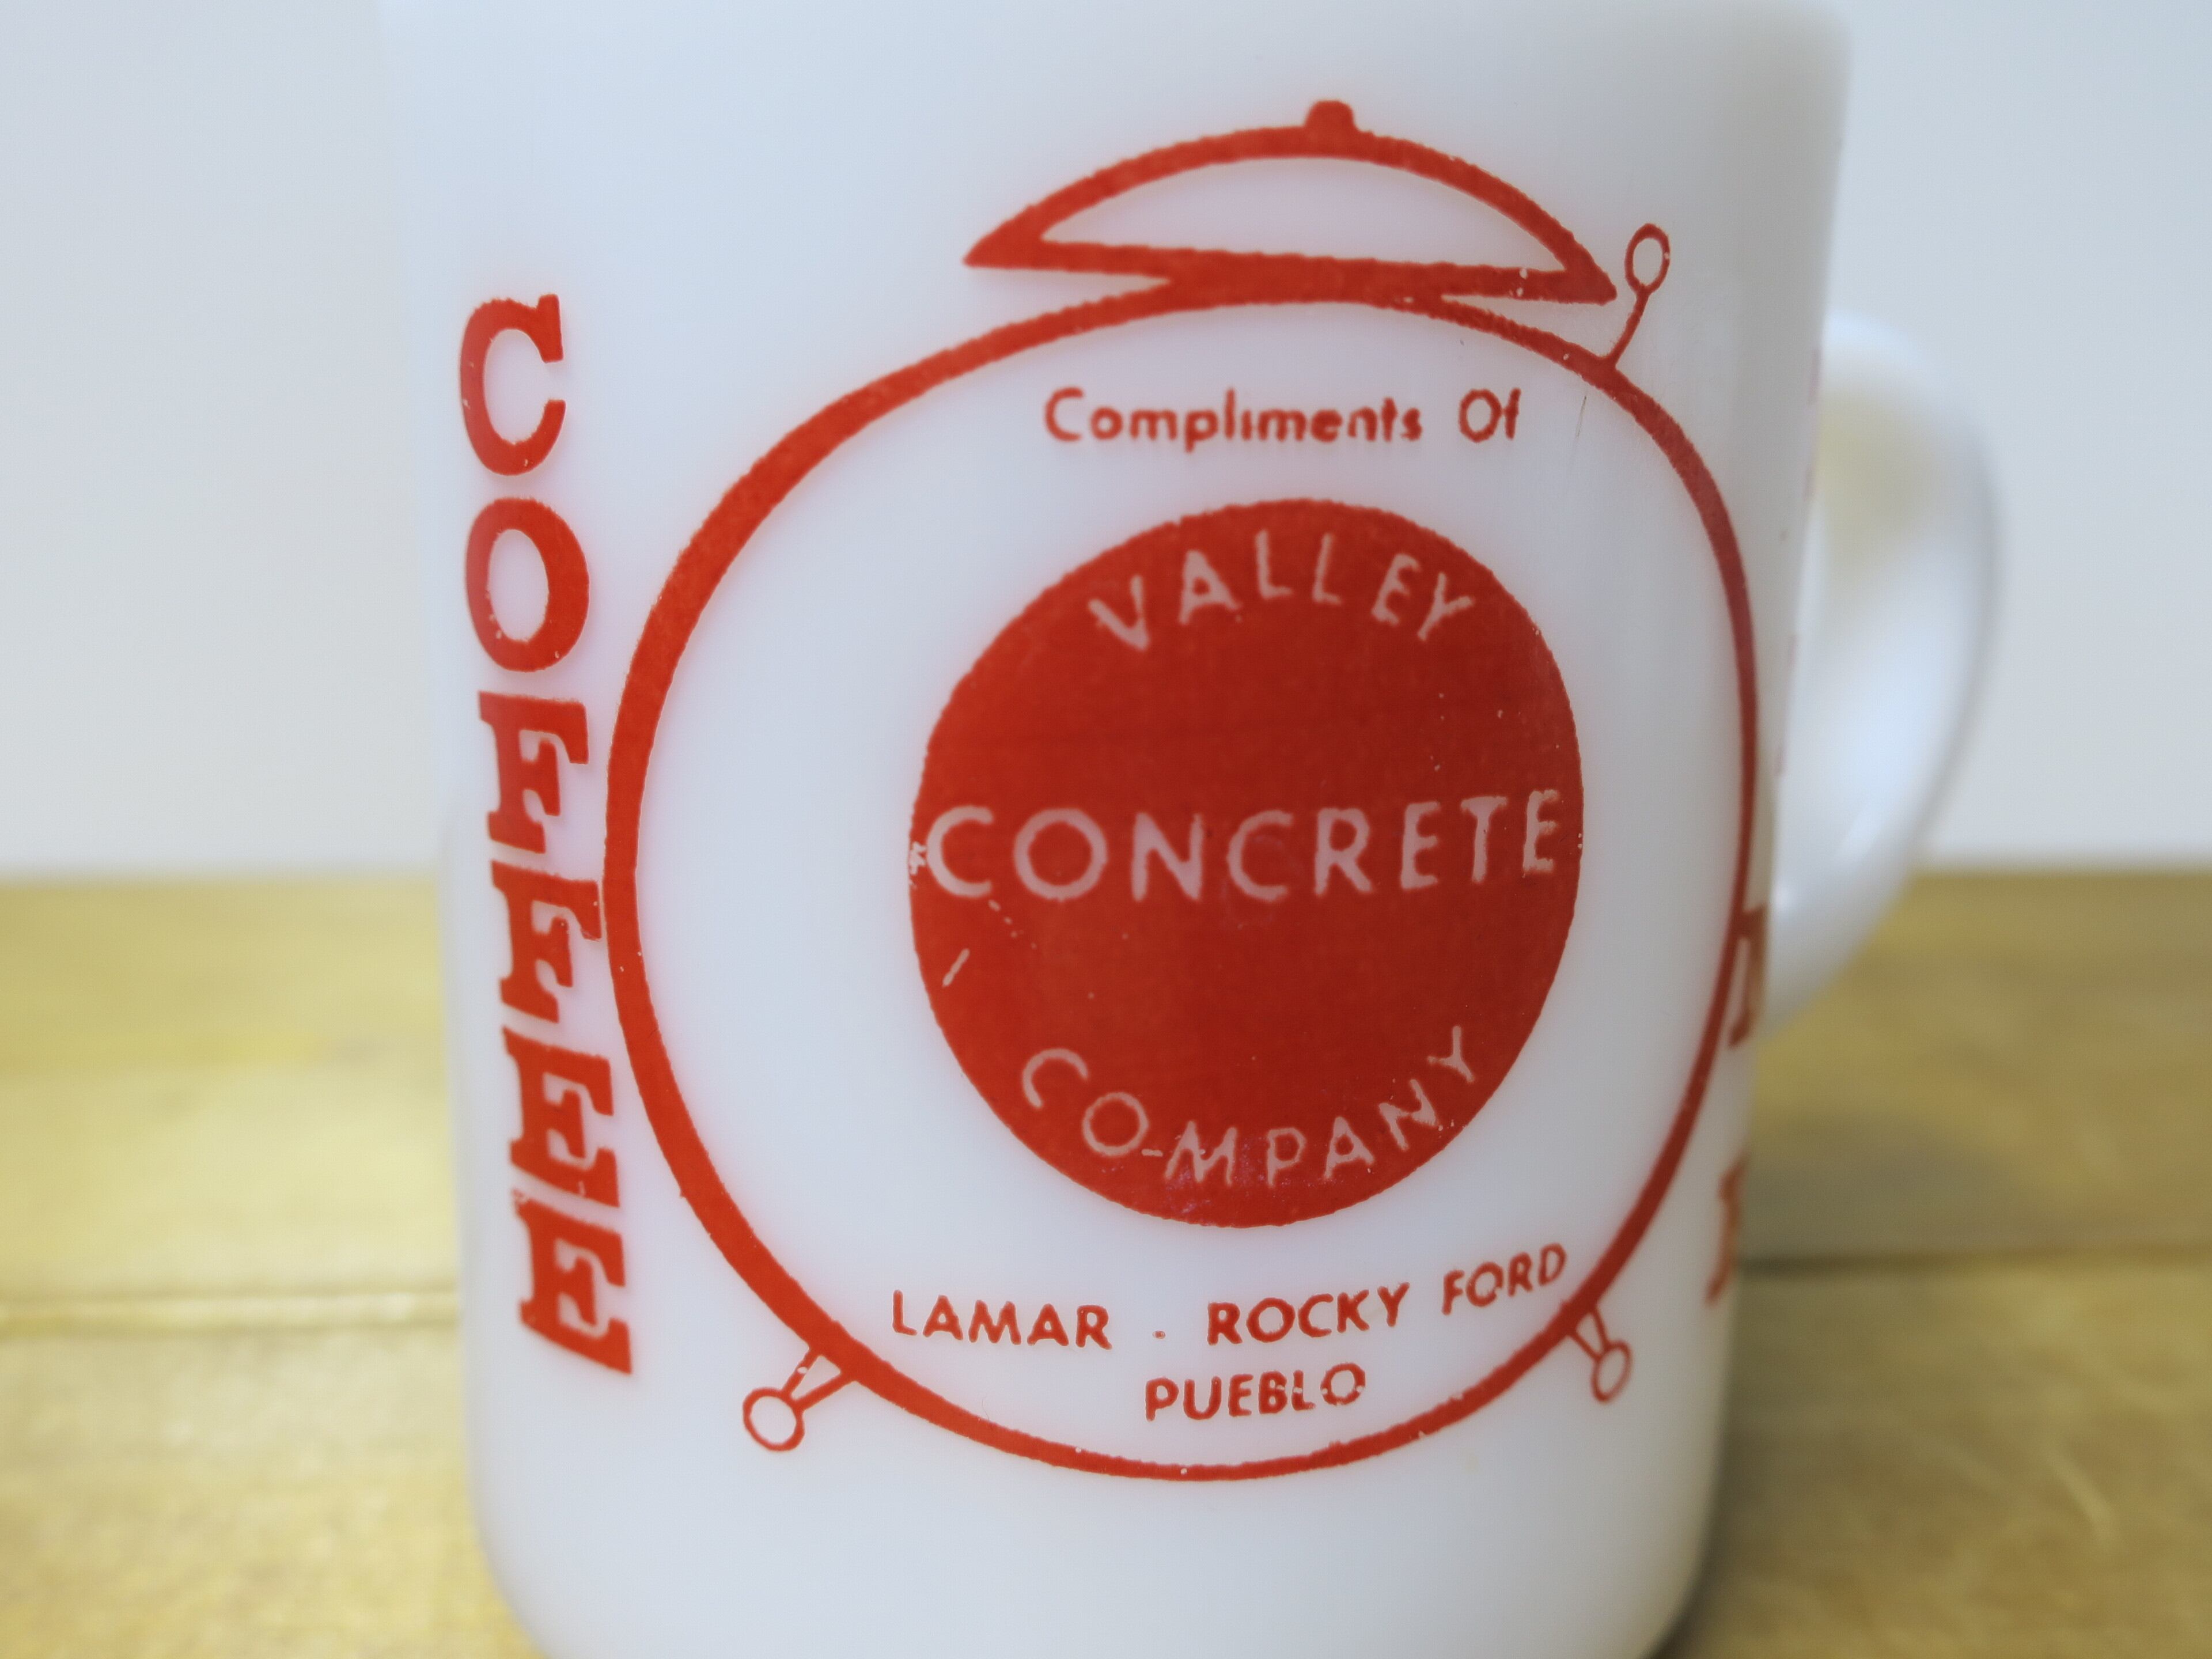 COFFEE
Compliments Of
VALLEY
CONCRETE
COMPANY
LAMAR - ROCKY FORD
PUEBLO